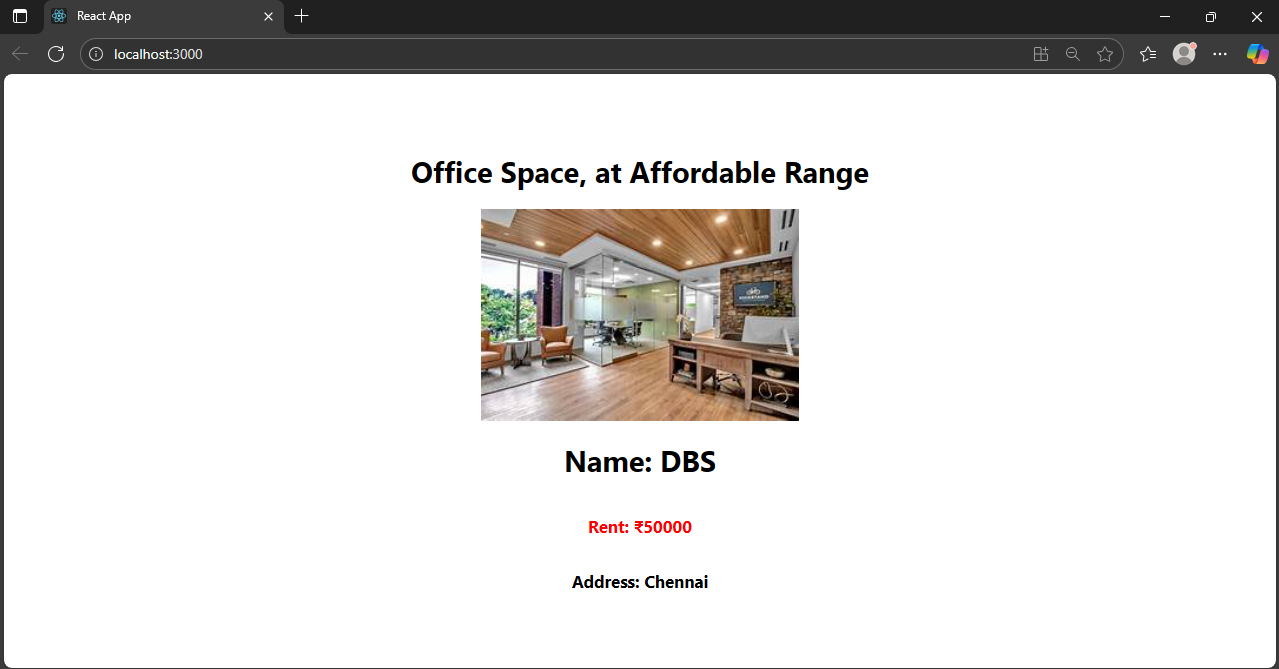 React App
localhost:3000
Office Space, at Affordable Range
Name: DBS
Rent: ₹50000
Address: Chennai